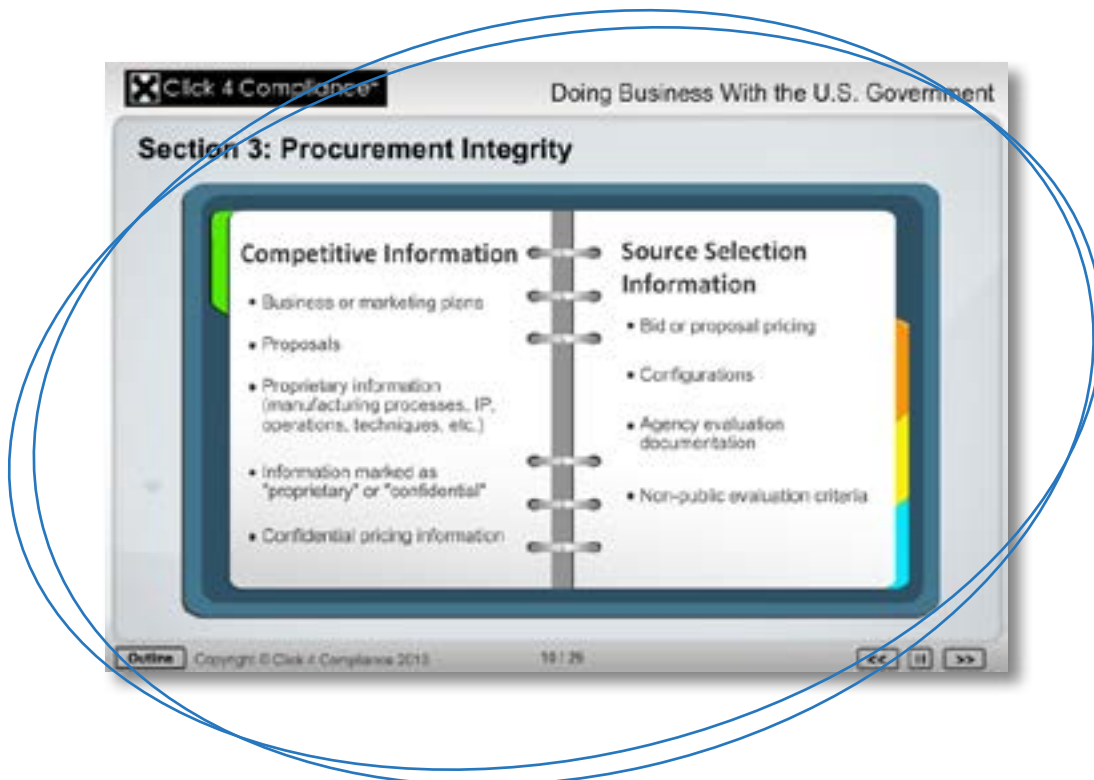 Click 4 Compliance
Doing Business With the U.S. Government
Section 3: Procurement Integrity
Competitive Information
• Business or marketing plans
• Proposals
• Proprietary information
(manufacturing processes, IP,
operations, techniques, etc.)
• Information marked as
"proprietary" or "confidential"
• Confidential pricing information
Source Selection
Information
• Bid or proposal pricing
• Configurations
• Agency evaluation
documentation
• Non-public evaluation criteria
Outline
Copyright © Click 4 Compliance 2013
10 / 26
<<
II
>>